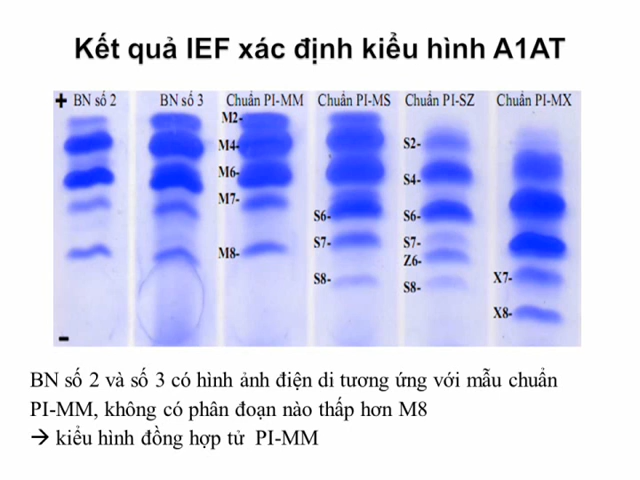 Kết quả IEF xác định kiểu hình A1AT
+ BN số 2 BN số 3 Chuẩn PI-MM Chuẩn PI-MS Chuẩn PI-SZ Chuẩn PI-MX
M2-
M4- S2-
M6- S4-
M7-
S6- S6-
M8- S7- S7-
Z6-
S8- S8- X7-
X8-
-
BN số 2 và số 3 có hình ảnh điện di tương ứng với mẫu chuẩn
PI-MM, không có phân đoạn nào thấp hơn M8
→ kiểu hình đồng hợp tử PI-MM